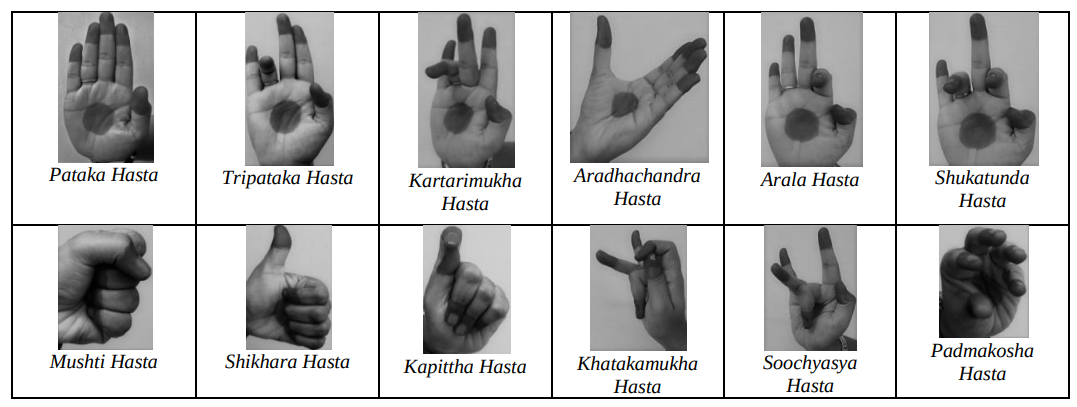 Pataka Hasta
Tripataka Hasta
Kartarimukha
Hasta
Aradhachandra
Hasta
Arala Hasta
Shukatunda
Hasta
Mushti Hasta
Shikhara Hasta
Kapittha Hasta
Khatakamukha
Hasta
Soochyasya
Hasta
Padmakosha
Hasta